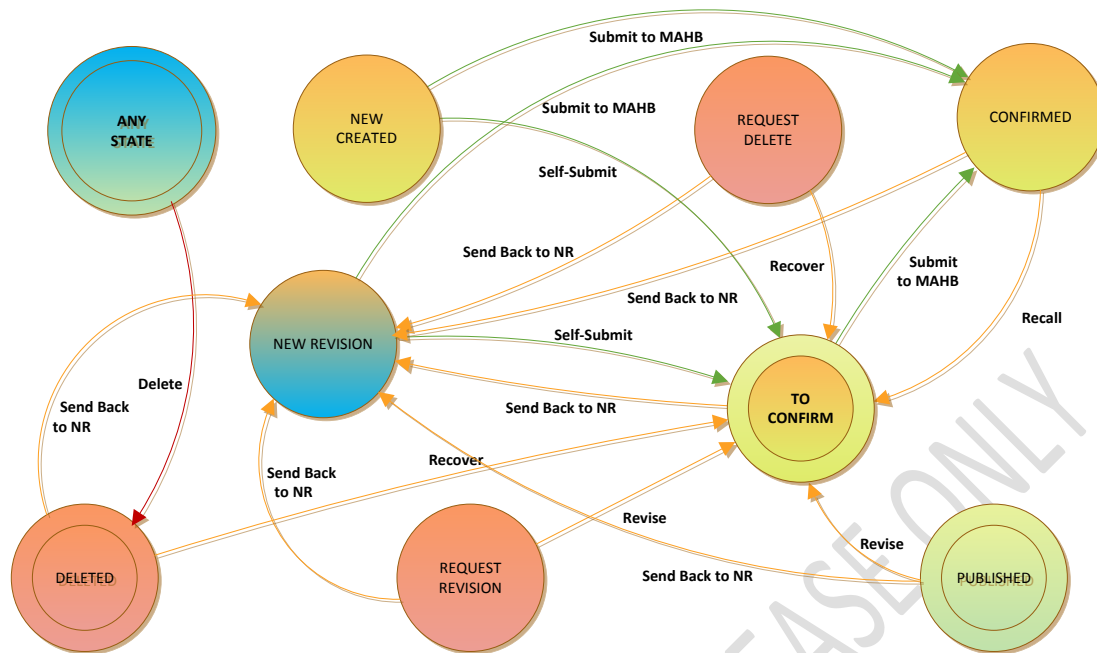 Submit to MAHB
ANY
STATE
NEW
CREATED
Submit to MAHB
REQUEST
DELETE
CONFIRMED
Self-Submit
Send Back to NR
Recover
Submit
to MAHB
Send Back to NR
Recall
NEW REVISION
Self-Submit
Delete
Send Back
to NR
Send Back to NR
TO
CONFIRM
Send Back
to NR
Recover
Revise
Revise
Send Back to NR
DELETED
REQUEST
REVISION
PUBLISHED
EASE ONLY